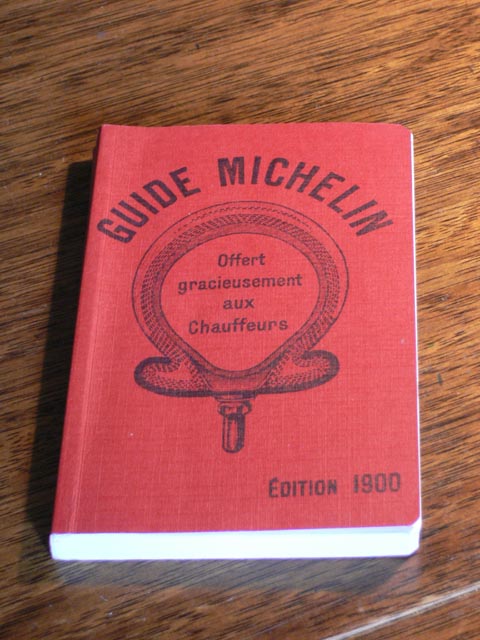 GUIDE MICHELIN
Offert
gracieusement
aux
Chauffeurs
ÉDITION 1900